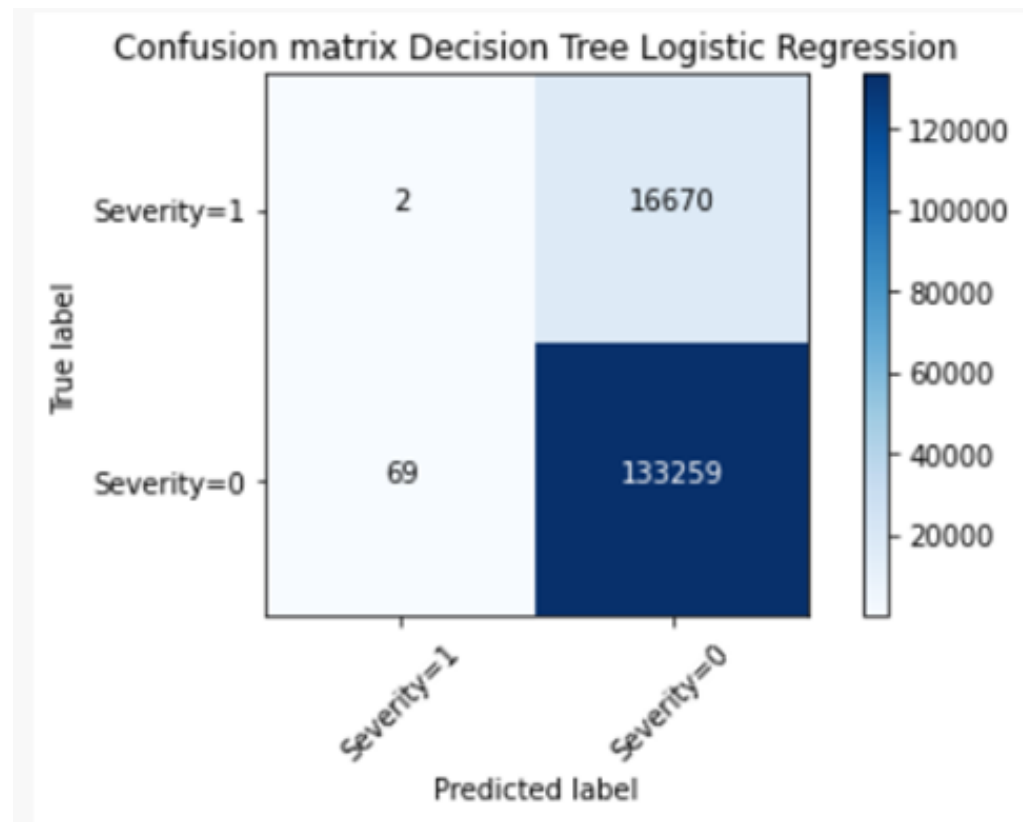 Confusion matrix Decision Tree Logistic Regression
Severity=1
2
16670
Severity=0
69
133259
True label
Severity=1
Severity=0
Predicted label
120000
100000
80000
60000
40000
20000